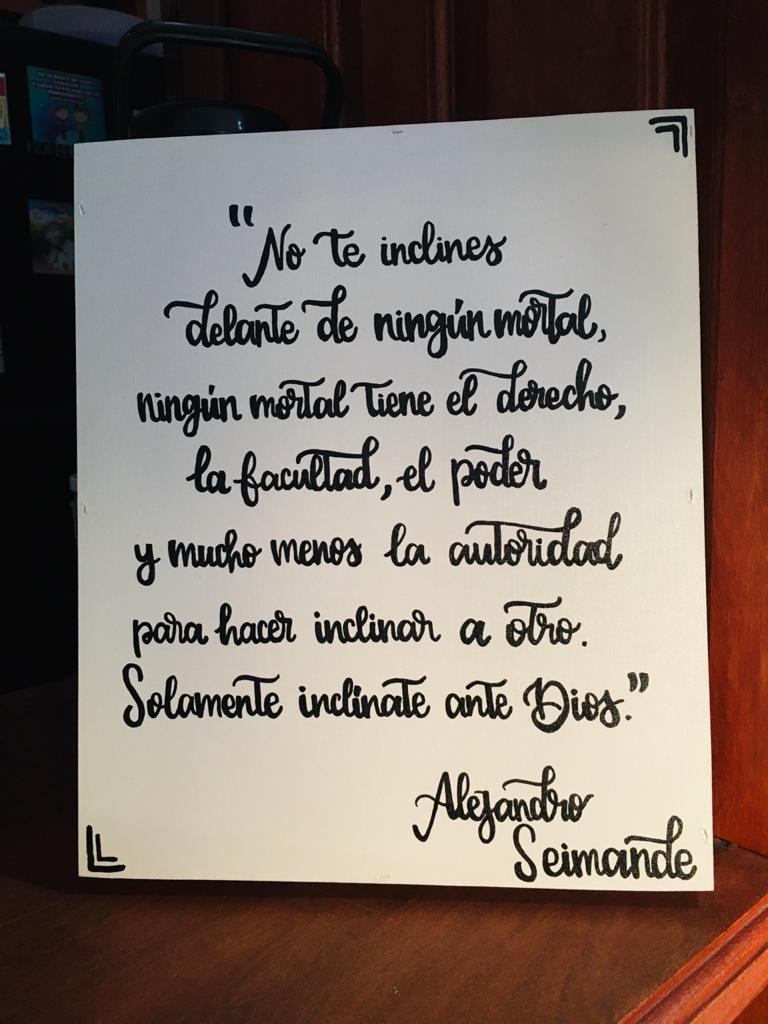 "No te inclines
delante de ningún mortal,
ningún mortal tiene el derecho,
la facultad, el poder
y mucho menos la autoridad
para hacer inclinar a otro.
Solamente inclínate ante Dios."
Alejandro
Seimande